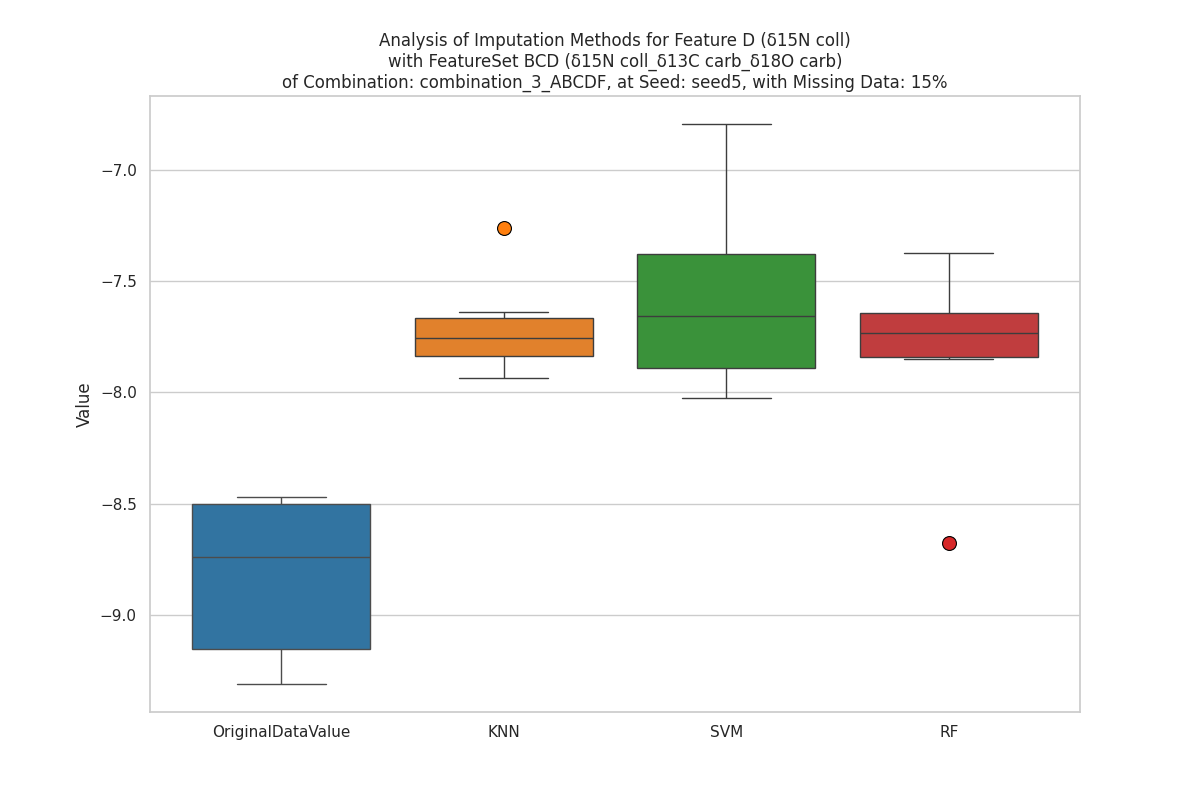 Analysis of Imputation Methods for Feature D (δ15N coll)
with FeatureSet BCD (δ15N coll_δ13C carb_δ18O carb)
of Combination: combination_3_ABCDF, at Seed: seed5, with Missing Data: 15%
−7.0
−7.5
−8.0
−8.5
−9.0
Value
OriginalDataValue
KNN
SVM
RF